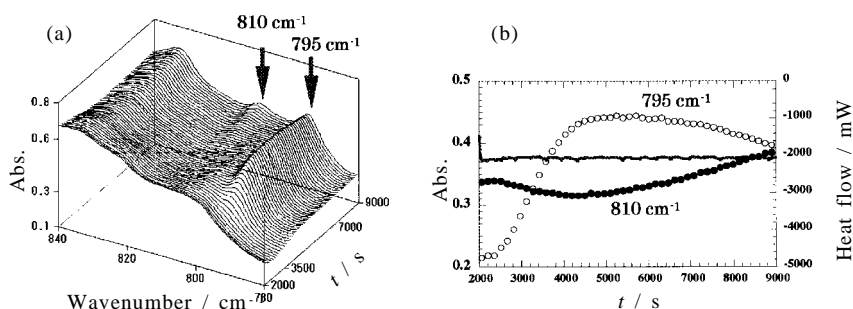 (a)
810 cm-1
795 cm-1
0.8
0.6
0.3
0.1
Abs.
840
820
800
780
2000
3500
7000
9000
t / s
Wavenumber / cm-1
(b)
0.5
0.4
0.3
0.2
Abs.
795 cm-1
810 cm-1
0
-1000
-2000
-3000
-4000
-5000
Heat flow / mW
2000 3000 4000 5000 6000 7000 8000 9000
t / s